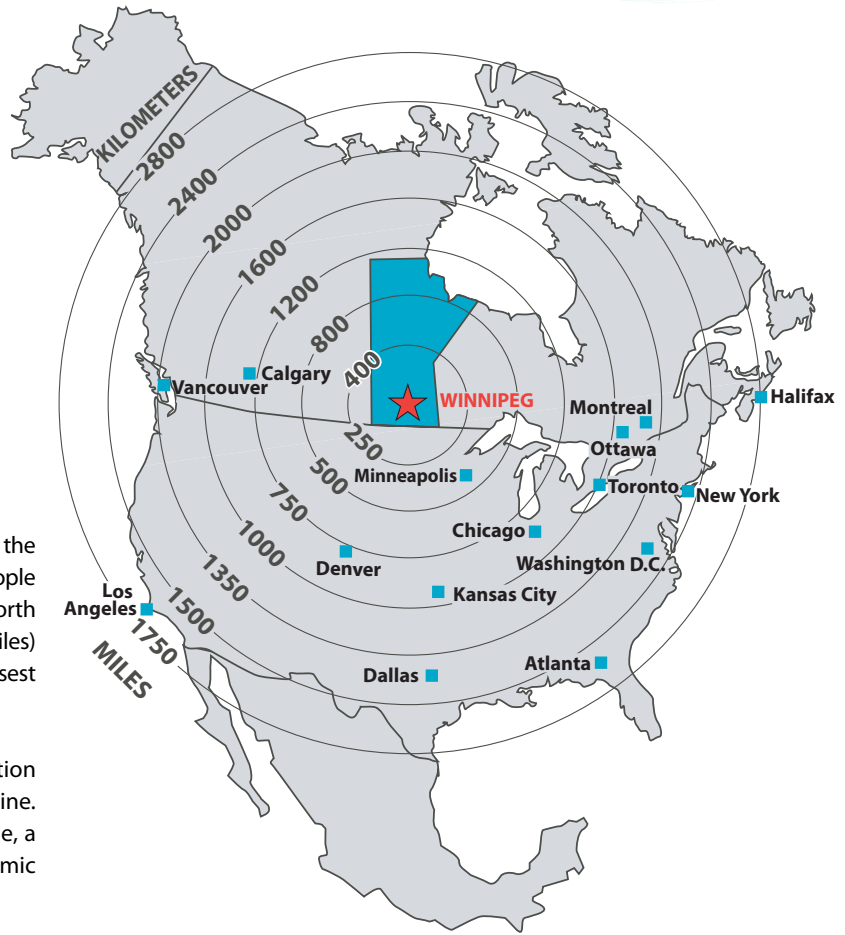 KILOMETERS
2800
2400
2000
1600
1200
800
400
Calgary
Vancouver
WINNIPEG
Halifax
Montreal
Ottawa
250
Minneapolis
500
Toronto
New York
750
Chicago
1000
Denver
Washington D.C.
1350
Kansas City
Los
Angeles
1500
1750
MILES
Dallas
Atlanta
the
ople
orth
iles)
sest
tion
ine.
e, a
mic